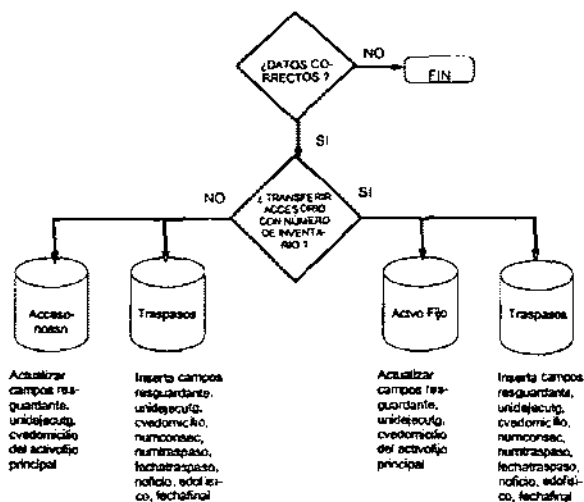 ¿DATOS CO-
RRECTOS ?
NO
FIN
SI
NO
SI
¿ TRANSFERIR
ACCESORIO
CON NUMERO
DE INVENTA-
RIO ?
Acceso-
Traspasos
Activo Fijo
Traspasos
Actualizar
campos res-
guardante,
unidejecutg,
cvedomicilio
del activofijo
principal
Inserta campos
resguardante,
unidejecutg,
cvedomicilio,
numconsec,
numtraspaso,
fechatraspaso,
noficio, edofisi-
co, fechafinal
Actualizar
campos res-
guardante,
unidejecutg,
cvedomicilio
del activofijo
principal
Inserta campos
resguardante,
unidejecutg,
cvedomicilio,
numconsec,
numtraspaso,
fechatraspaso,
noficio, edofisi-
co, fechafinal